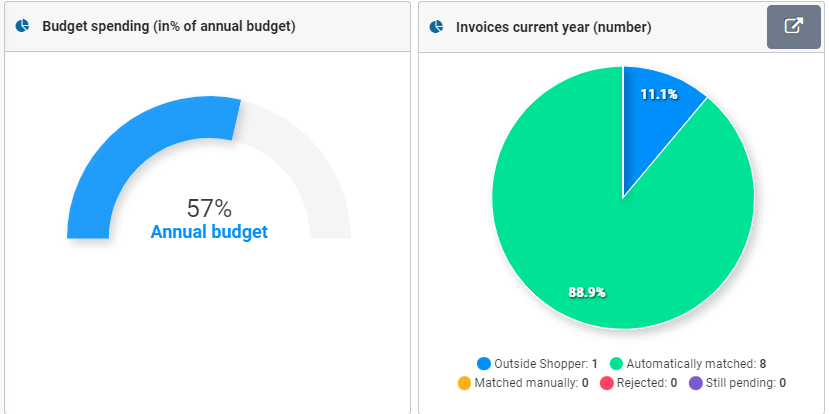 Budget spending (in% of annual budget)
57%
Annual budget
Invoices current year (number)
11.1%
88.9%
Outside Shopper: 1 Automatically matched: 8
Matched manually: 0 Rejected: 0 Still pending: 0